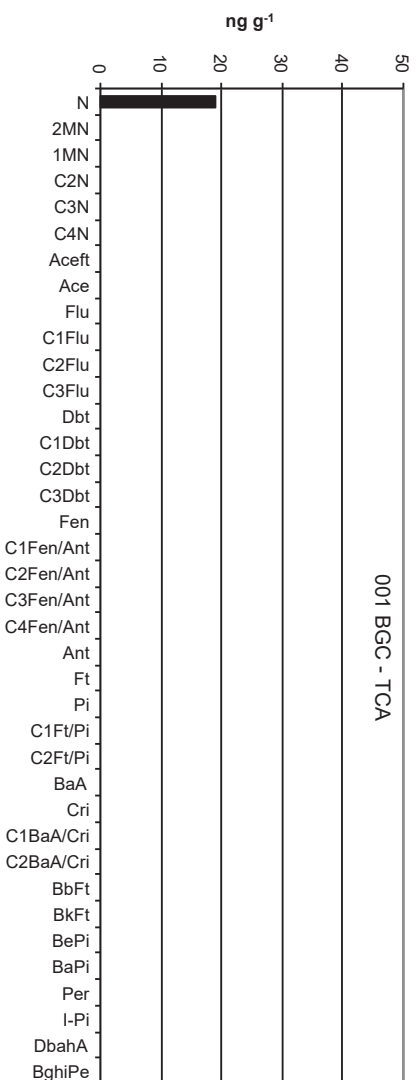 ng g-1
0
10
20
30
40
50
N
2MN
1MN
C2N
C3N
C4N
Aceft
Ace
Flu
C1Flu
C2Flu
C3Flu
Dbt
C1Dbt
C2Dbt
C3Dbt
Fen
C1Fen/Ant
C2Fen/Ant
C3Fen/Ant
C4Fen/Ant
Ant
Ft
Pi
C1Ft/Pi
C2Ft/Pi
BaA
Cri
C1BaA/Cri
C2BaA/Cri
BbFt
BkFt
BePi
BaPi
Per
I-Pi
DbahA
BghiPe
001 BGC - TCA